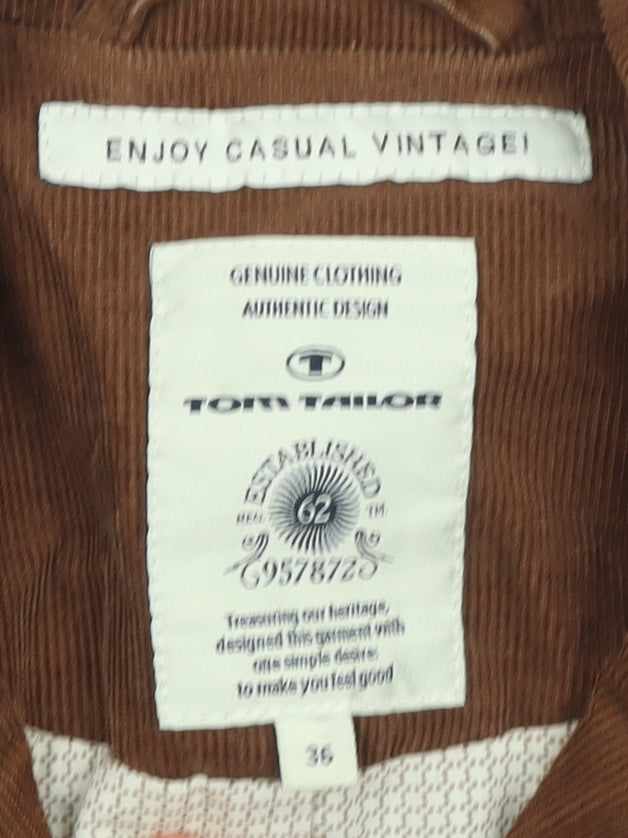 ENJOY CASUAL VINTAGE!
GENUINE CLOTHING
AUTHENTIC DESIGN
T
TOM TAILOR
ESTABLISHED
REG. 62 TM.
957872
Treasuring our heritage,
designed this garment with
one simple desire:
to make you feel good
36